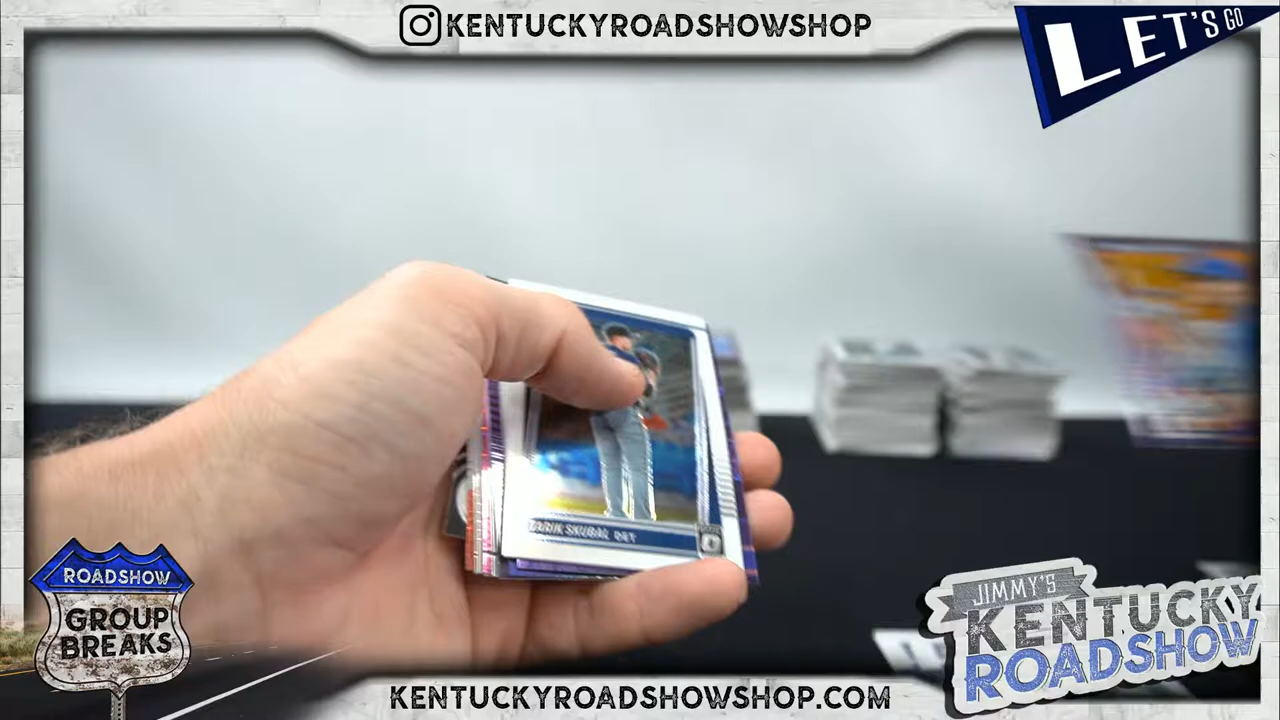 KENTUCKYROADSHOWSHOP
LET'S GO
TARIK SKUBAL DET
ROADSHOW
GROUP
BREAKS
JIMMY'S
KENTUCKY
ROADSHOW
KENTUCKYROADSHOWSHOP.COM